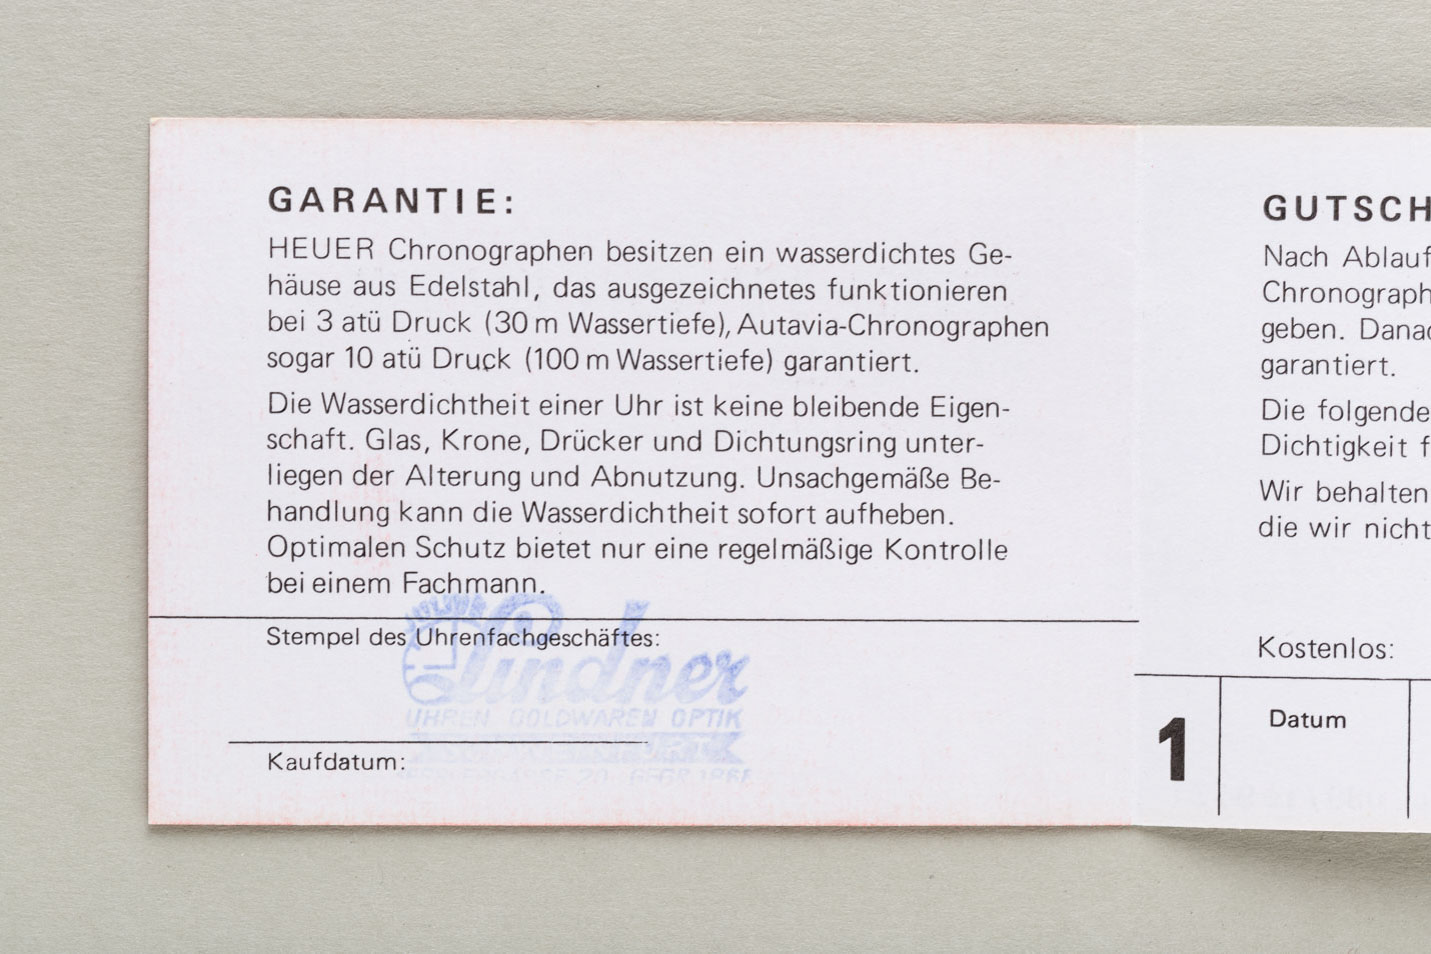 GARANTIE:
HEUER Chronographen besitzen ein wasserdichtes Ge-
häuse aus Edelstahl, das ausgezeichnetes funktionieren
bei 3 atü Druck (30 m Wassertiefe), Autavia-Chronographen
sogar 10 atü Druck (100 m Wassertiefe) garantiert.
Die Wasserdichtheit einer Uhr ist keine bleibende Eigen-
schaft. Glas, Krone, Drücker und Dichtungsring unter-
liegen der Alterung und Abnutzung. Unsachgemäße Be-
handlung kann die Wasserdichtheit sofort aufheben.
Optimalen Schutz bietet nur eine regelmäßige Kontrolle
bei einem Fachmann.
Stempel des Uhrenfachgeschäftes:
Lindner
UHREN GOLDWAREN OPTIK
Kaufdatum:
GUTSCH
Nach Ablauf
Chronograph
geben. Danac
garantiert.
Die folgende
Dichtigkeit f
Wir behalten
die wir nicht
Kostenlos:
1
Datum